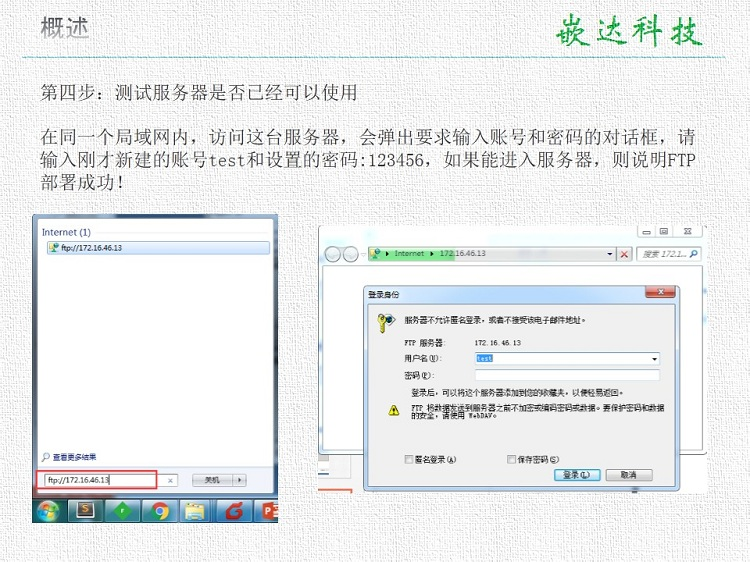 概述
嵌达科技
第四步：测试服务器是否已经可以使用
在同一个局域网内，访问这台服务器，会弹出要求输入账号和密码的对话框，请
输入刚才新建的账号test和设置的密码:123456，如果能进入服务器，则说明FTP
部署成功！
Internet (1)
ftp://172.16.46.13
查看更多结果
ftp://172.16.46.13
关机
Internet
172.16.46.13
搜索 172.1...
登录身份
服务器不允许匿名登录，或者不接受该电子邮件地址。
FTP 服务器:
172.16.46.13
用户名(U):
test
密码(P):
登录后，可以将这个服务器添加到您的收藏夹，以便轻易返回。
FTP 将数据发送到服务器之前不加密或编码密码或数据。要保护密码和数据
的安全，请使用 WebDAV。
匿名登录(A)
保存密码(S)
登录(L)
取消